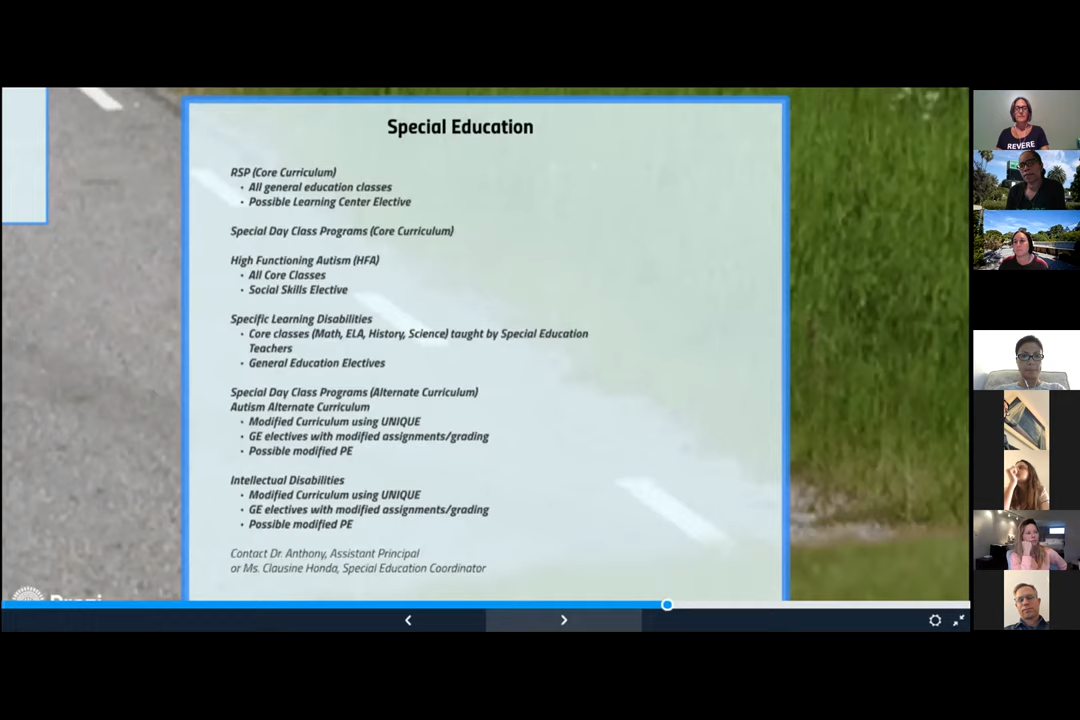 Special Education
RSP (Core Curriculum)
• All general education classes
• Possible Learning Center Elective
Special Day Class Programs (Core Curriculum)
High Functioning Autism (HFA)
• All Core Classes
• Social Skills Elective
Specific Learning Disabilities
• Core classes (Math, ELA, History, Science) taught by Special Education
Teachers
• General Education Electives
Special Day Class Programs (Alternate Curriculum)
Autism Alternate Curriculum
• Modified Curriculum using UNIQUE
• GE electives with modified assignments/grading
• Possible modified PE
Intellectual Disabilities
• Modified Curriculum using UNIQUE
• GE electives with modified assignments/grading
• Possible modified PE
Contact Dr. Anthony, Assistant Principal
or Ms. Clausine Honda, Special Education Coordinator
Prezi
REVERE